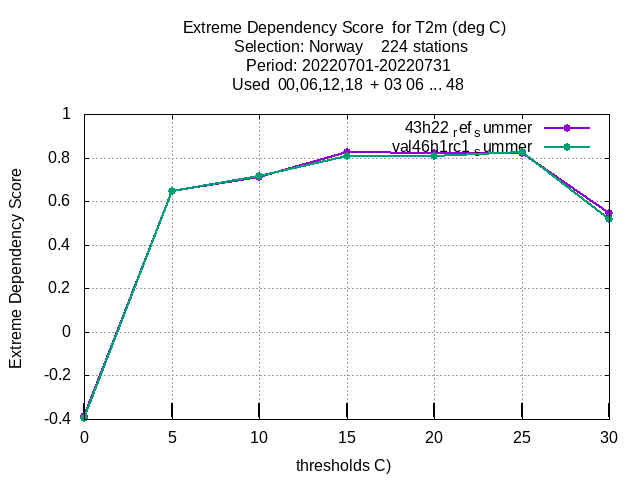 Extreme Dependency Score  for T2m (deg C)
Selection: Norway    224 stations
Period: 20220701-20220731
Used  00,06,12,18  + 03 06 ... 48
43h22 ref summer
val46h1rc1 summer
1
0.8
0.6
0.4
0.2
0
-0.2
-0.4
Extreme Dependency Score
0 5 10 15 20 25 30
thresholds C)